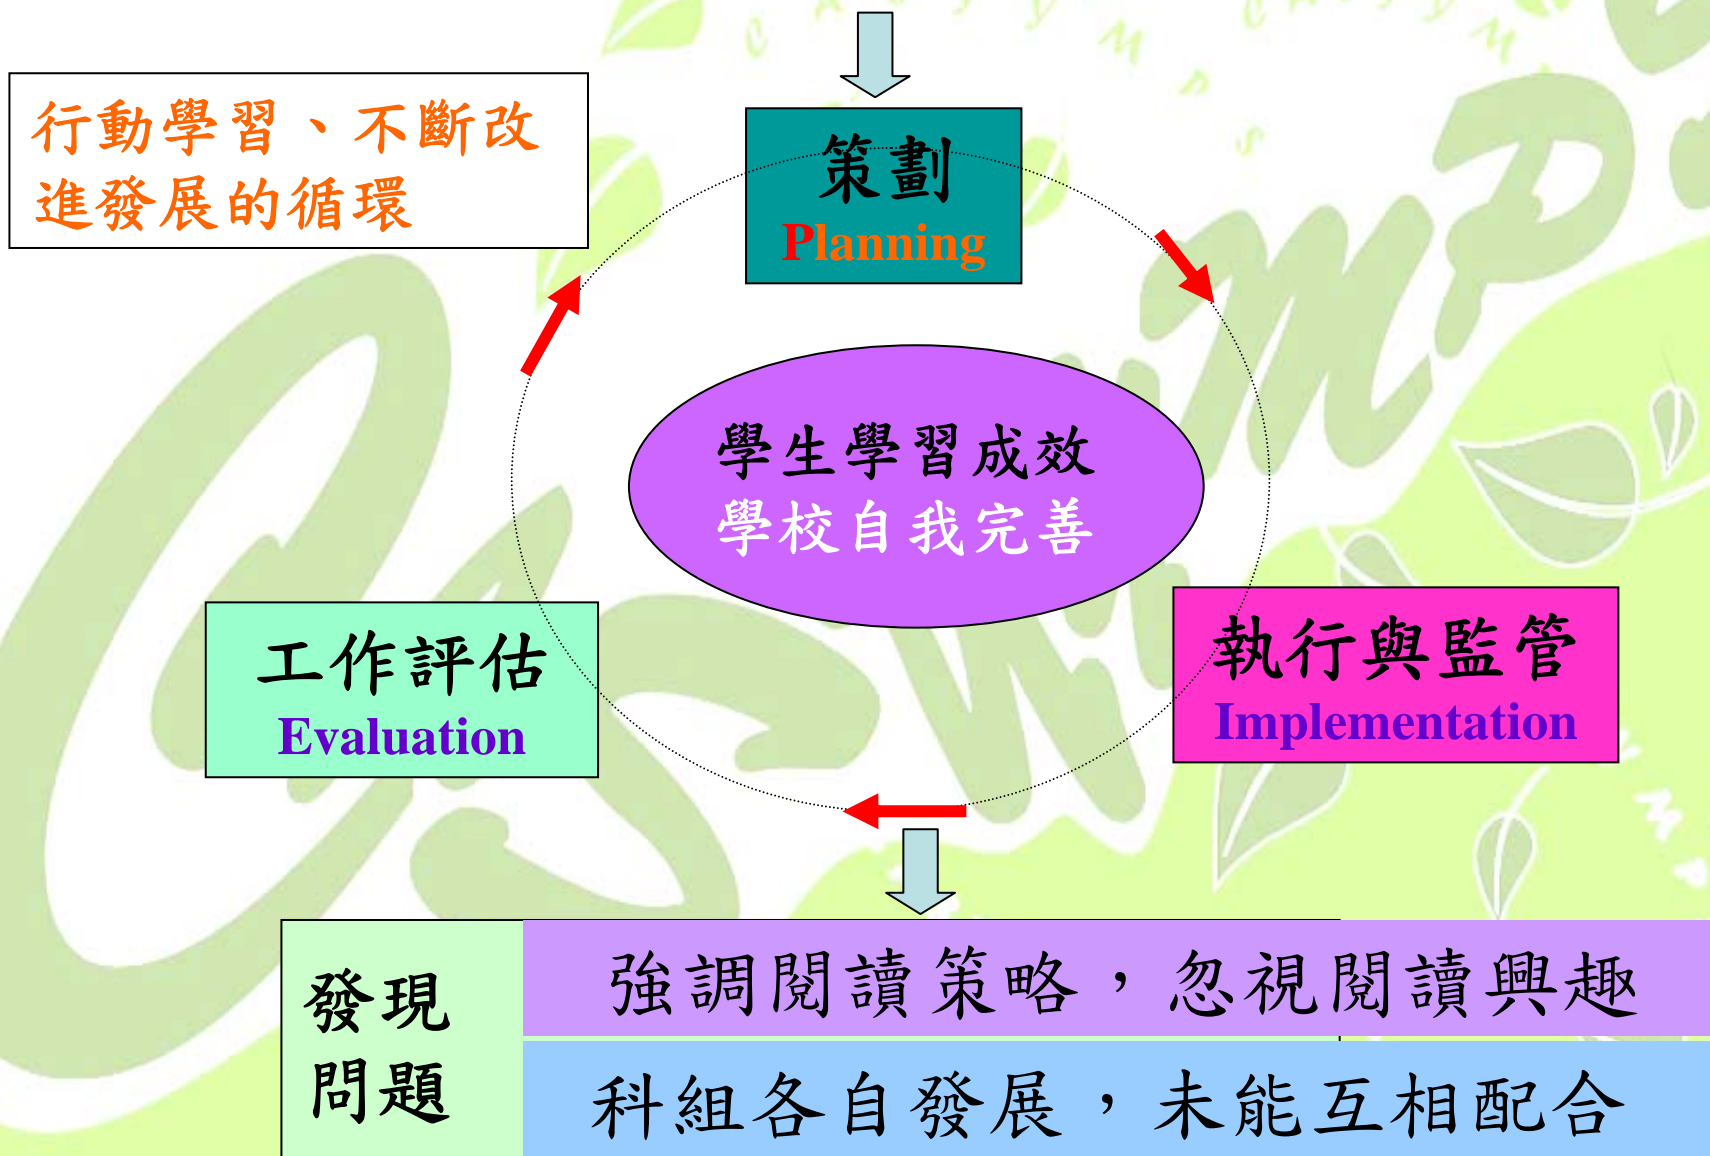 行動學習、不斷改
進發展的循環
策劃
Planning
學生學習成效
學校自我完善
工作評估
Evaluation
執行與監管
Implementation
發現
問題
強調閱讀策略，忽視閱讀興趣
科組各自發展，未能互相配合